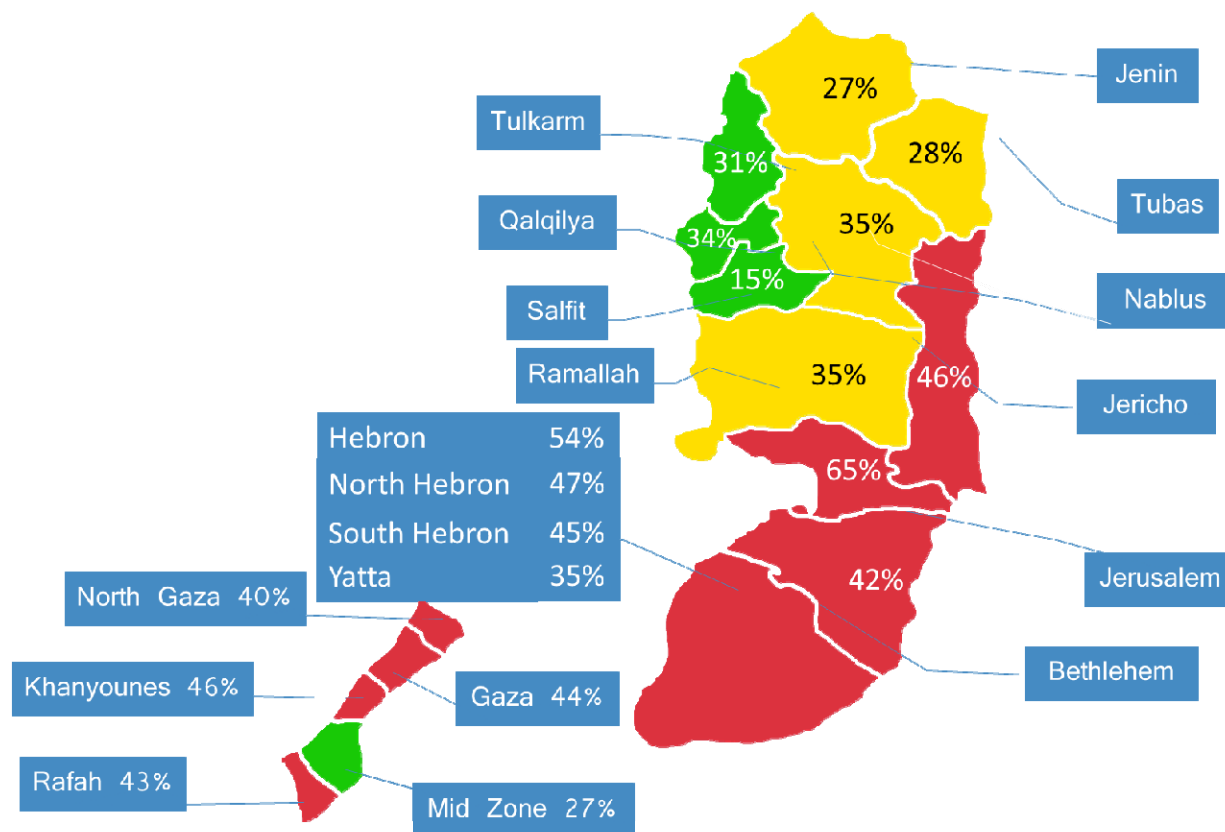 27%
Jenin
Tulkarm
31%
28%
Tubas
Qalqilya
34%
35%
15%
Nablus
Salfit
Ramallah
35%
46%
Jericho
Hebron 54%
North Hebron 47%
South Hebron 45%
Yatta 35%
65%
Jerusalem
42%
North Gaza 40%
Bethlehem
Khanyounes 46%
Gaza 44%
Rafah 43%
Mid Zone 27%